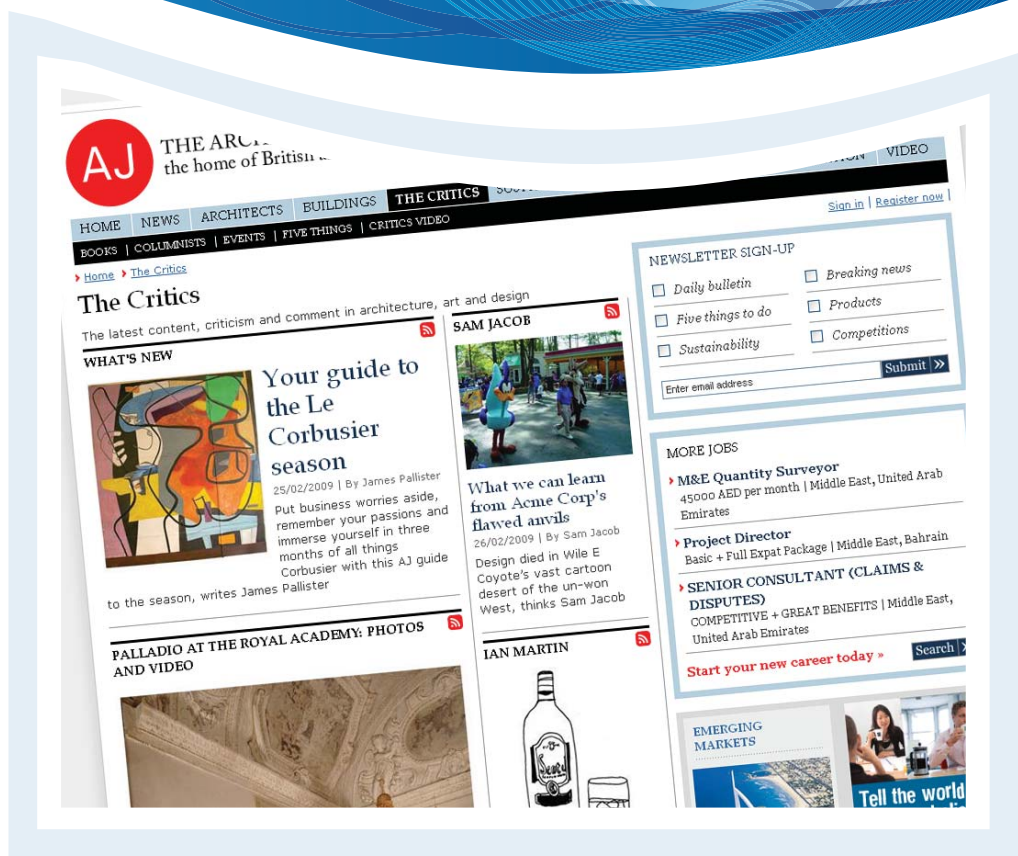 AJ
THE
the home of British
HOME NEWS ARCHITECTS BUILDINGS THE CRITICS VIDEO
BOOKS | COLUMNISTS | EVENTS | FIVE THINGS | CRITICS VIDEO
Sign in | Register now |
Home The Critics
The Critics
The latest content, criticism and comment in architecture, art and design
WHAT'S NEW
Your guide to
the Le
Corbusier
season
25/02/2009 | By James Pallister
Put business worries aside,
remember your passions and
immerse yourself in three
months of all things
Corbusier with this AJ guide
to the season, writes James Pallister
PALLADIO AT THE ROYAL ACADEMY: PHOTOS
AND VIDEO
SAM JACOB
What we can learn
from Acme Corp's
flawed anvils
26/02/2009 | By Sam Jacob
Design died in Wile E
Coyote's vast cartoon
desert of the un-won
West, thinks Sam Jacob
IAN MARTIN
NEWSLETTER SIGN-UP
Daily bulletin
Breaking news
Five things to do
Products
Sustainability
Competitions
Enter email address
Submit »
MORE JOBS
M&E Quantity Surveyor
45000 AED per month | Middle East, United Arab
Emirates
Project Director
Basic + Full Expat Package | Middle East, Bahrain
SENIOR CONSULTANT (CLAIMS &
DISPUTES)
COMPETITIVE + GREAT BENEFITS | Middle East,
United Arab Emirates
Start your new career today »
Search
EMERGING
MARKETS
Tell the world